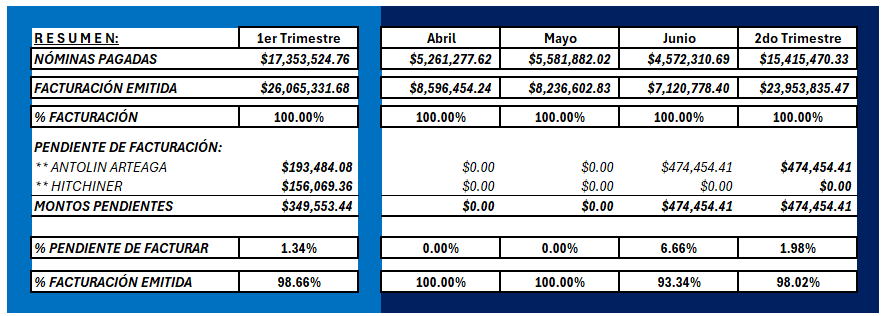 R E S U M E N: 1er Trimestre Abril Mayo Junio 2do Trimestre
NÓMINAS PAGADAS $17,353,524.76 $5,261,277.62 $5,581,882.02 $4,572,310.69 $15,415,470.33
FACTURACIÓN EMITIDA $26,065,331.68 $8,596,454.24 $8,236,602.83 $7,120,778.40 $23,953,835.47
% FACTURACIÓN 100.00% 100.00% 100.00% 100.00% 100.00%
PENDIENTE DE FACTURACIÓN:
** ANTOLIN ARTEAGA $193,484.08 $0.00 $0.00 $474,454.41 $474,454.41
** HITCHINER $156,069.36 $0.00 $0.00 $0.00 $0.00
MONTOS PENDIENTES $349,553.44 $0.00 $0.00 $474,454.41 $474,454.41
% PENDIENTE DE FACTURAR 1.34% 0.00% 0.00% 6.66% 1.98%
% FACTURACIÓN EMITIDA 98.66% 100.00% 100.00% 93.34% 98.02%